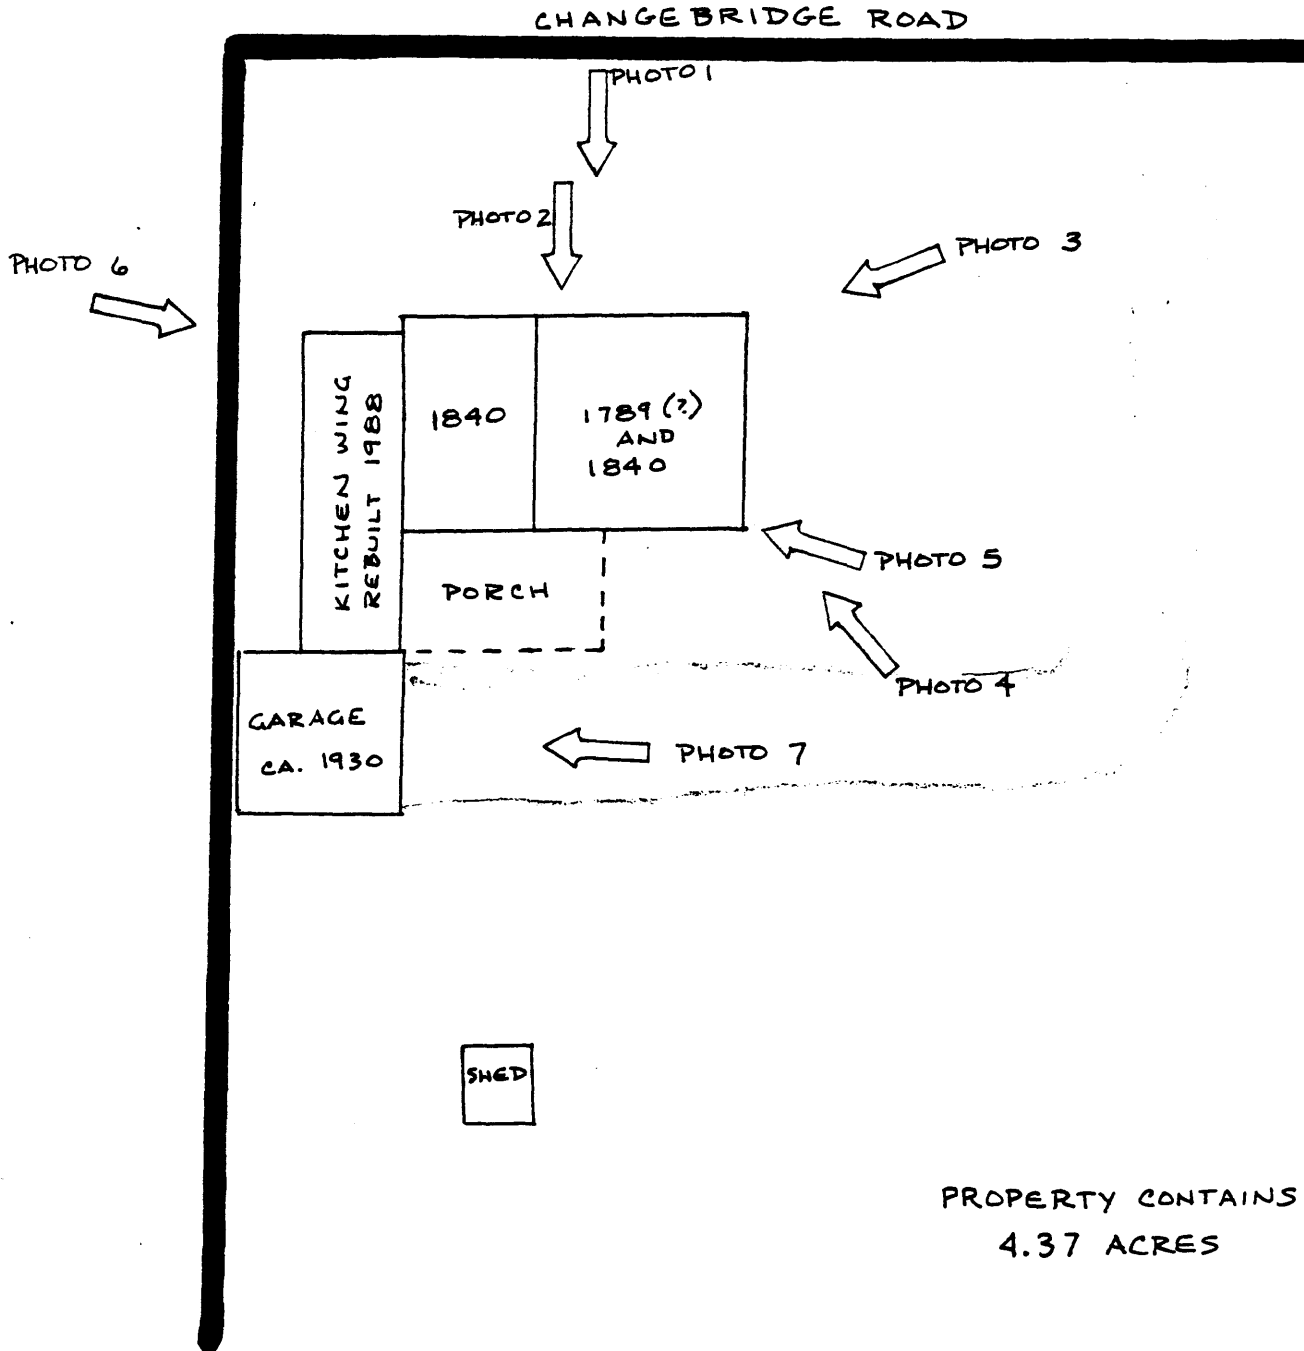 CHANGEBRIDGE ROAD
PHOTO 1
PHOTO 2
PHOTO 3
PHOTO 6
KITCHEN WING
REBUILT 1988
1840
1789 (?)
AND
1840
PHOTO 5
PORCH
PHOTO 4
GARAGE
CA. 1930
PHOTO 7
SHED
PROPERTY CONTAINS
4.37 ACRES